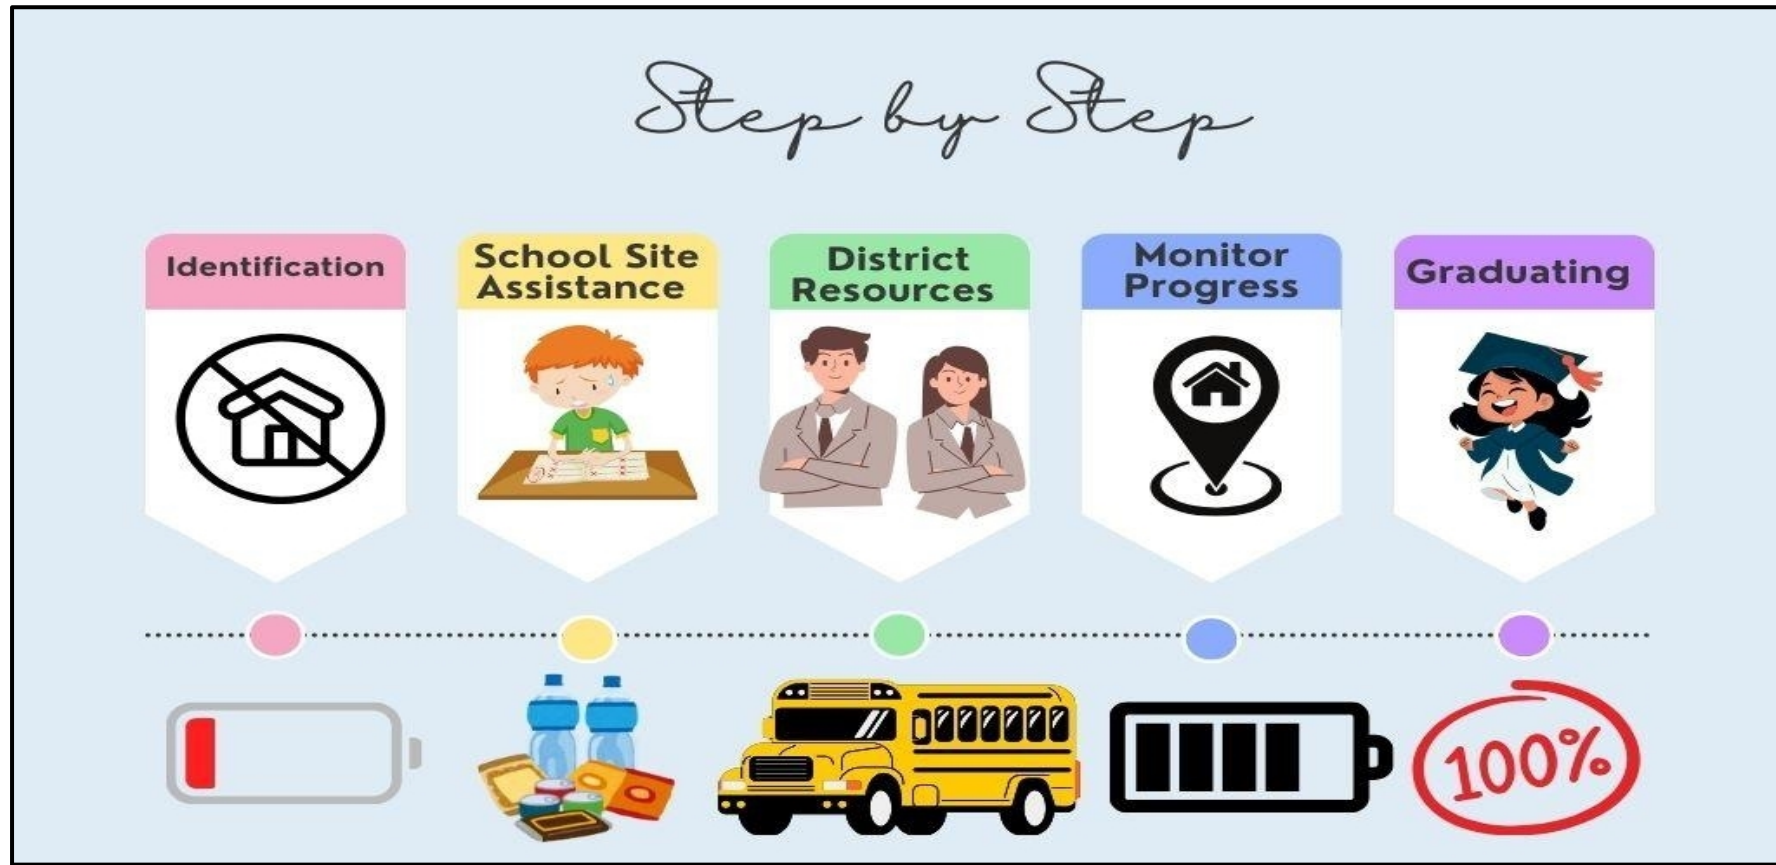 Step by Step
Identification
School Site
Assistance
District
Resources
Monitor
Progress
Graduating
100%